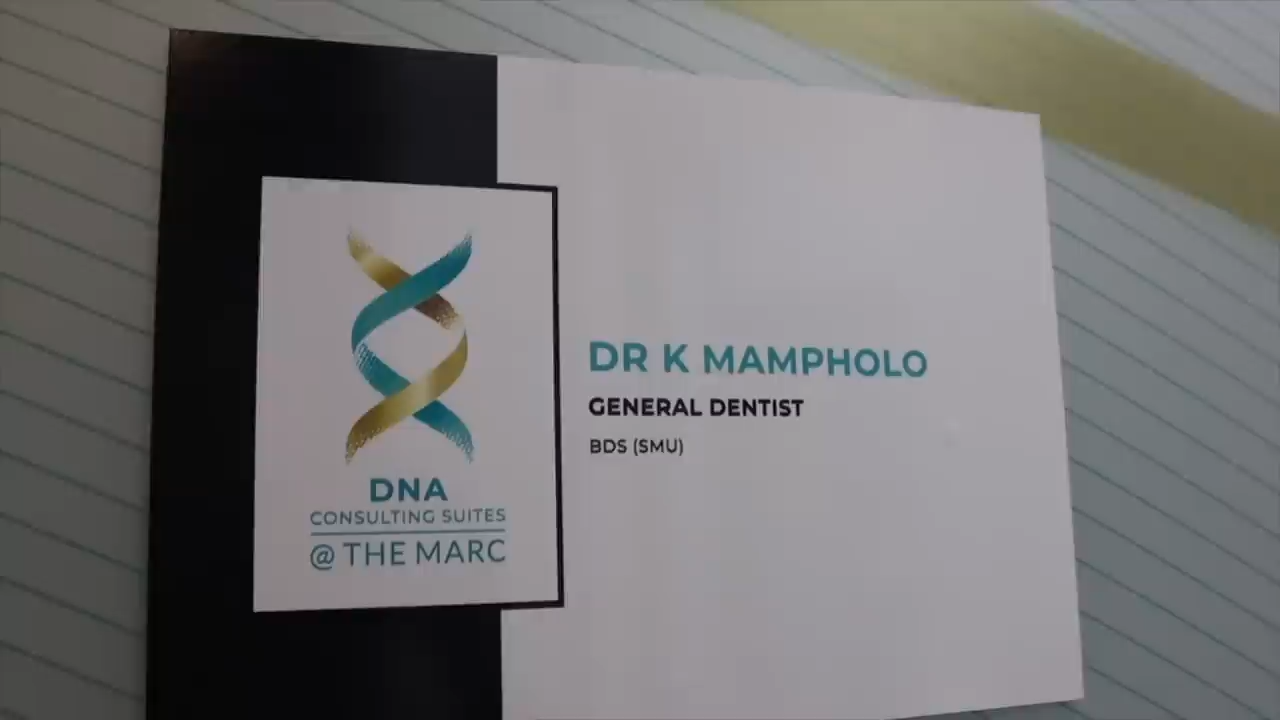 DNA
CONSULTING SUITES
@ THE MARC
DR K MAMPHOLO
GENERAL DENTIST
BDS (SMU)